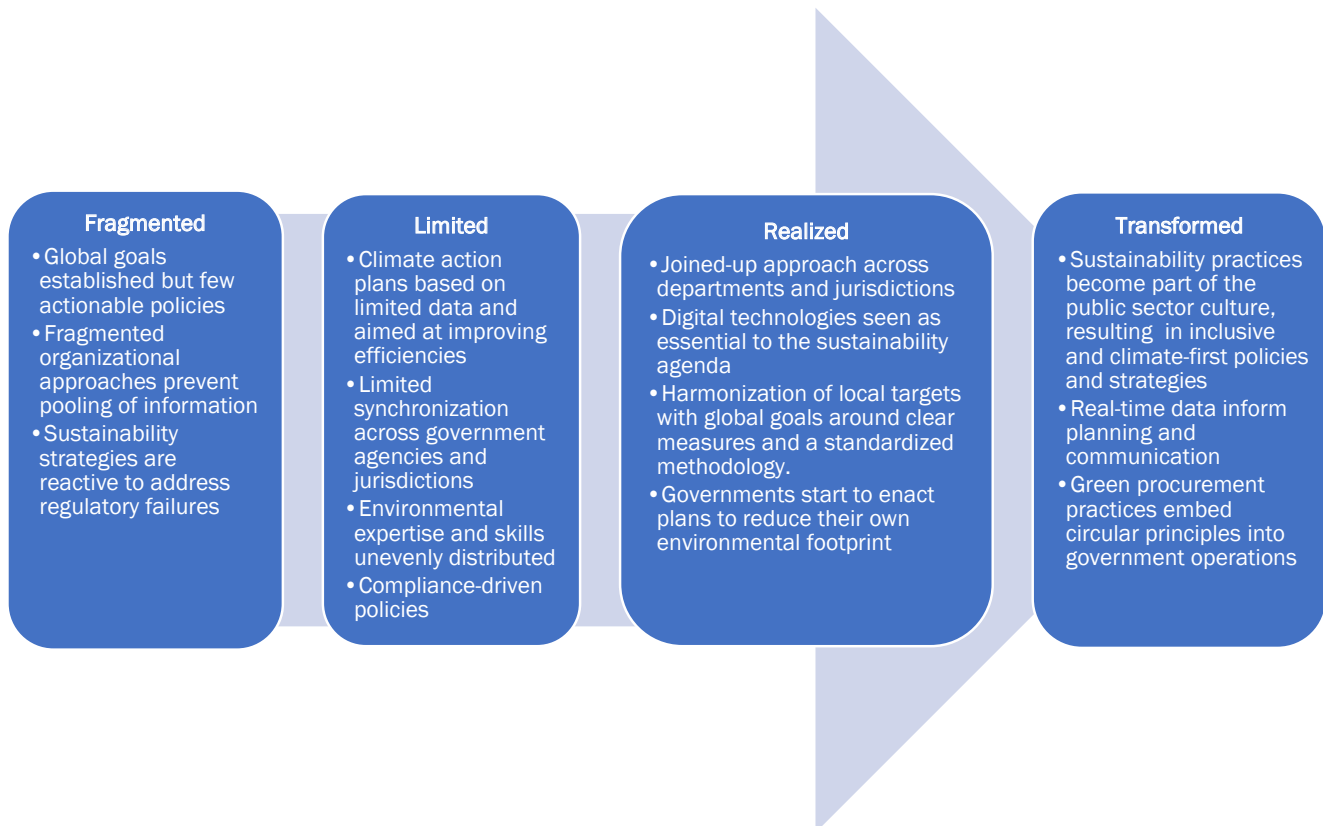 Fragmented
•Global goals
established but few
actionable policies
•Fragmented
organizational
approaches prevent
pooling of information
•Sustainability
strategies are
reactive to address
regulatory failures
Limited
•Climate action
plans based on
limited data and
aimed at improving
efficiencies
•Limited
synchronization
across government
agencies and
jurisdictions
•Environmental
expertise and skills
unevenly distributed
•Compliance-driven
policies
Realized
•Joined-up approach across
departments and jurisdictions
•Digital technologies seen as
essential to the sustainability
agenda
•Harmonization of local targets
with global goals around clear
measures and a standardized
methodology.
•Governments start to enact
plans to reduce their own
environmental footprint
Transformed
•Sustainability practices
become part of the
public sector culture,
resulting  in inclusive
and climate-first policies
and strategies
•Real-time data inform
planning and
communication
•Green procurement
practices embed
circular principles into
government operations